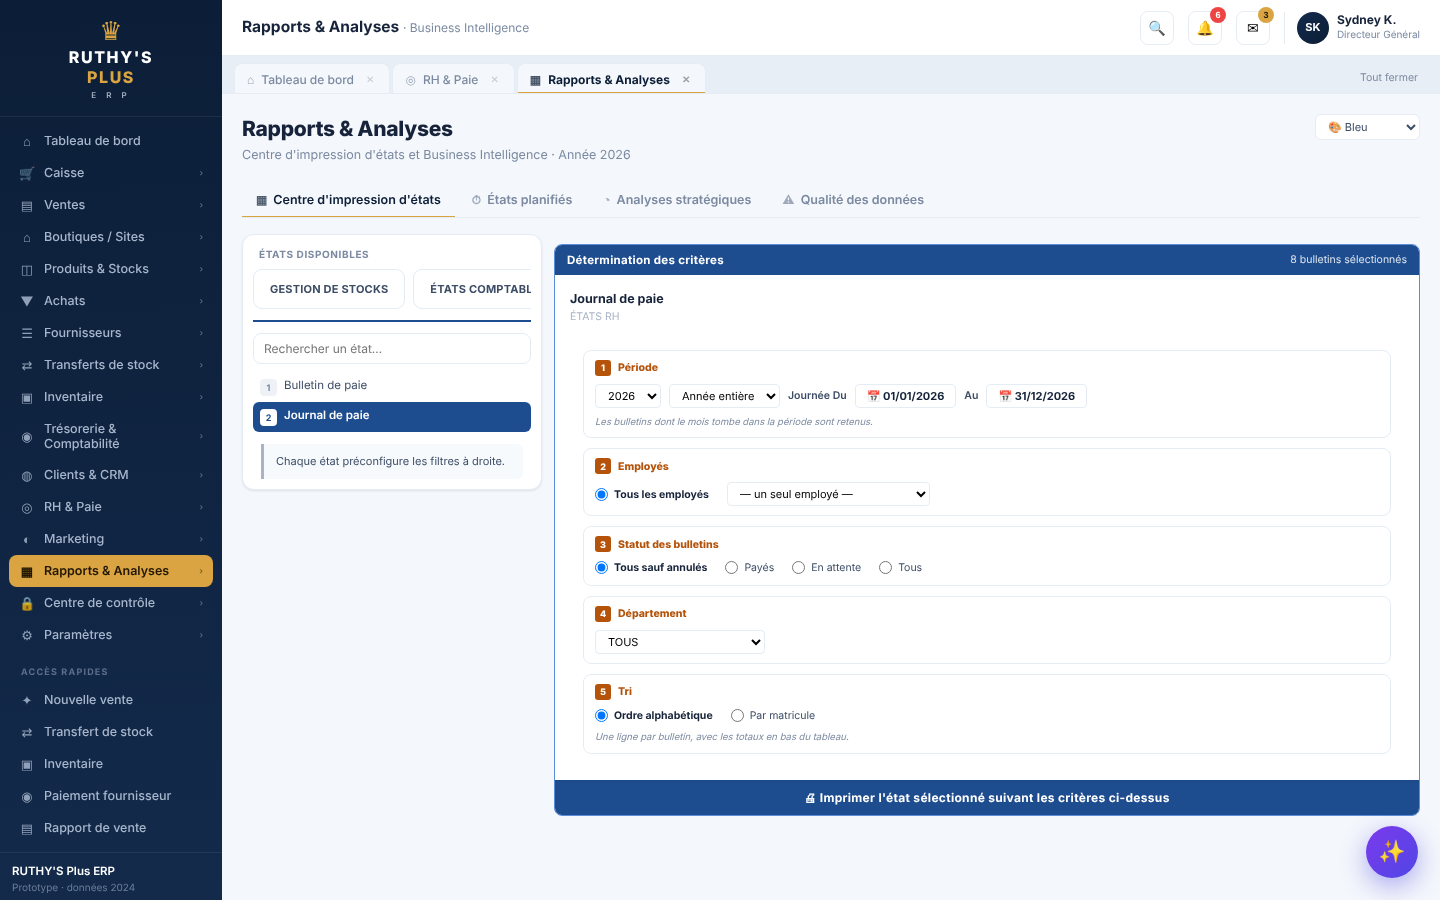 RUTHY'S
PLUS
E R P
Tableau de bord
Caisse
Ventes
Boutiques / Sites
Produits & Stocks
Achats
Fournisseurs
Transferts de stock
Inventaire
Trésorerie &
Comptabilité
Clients & CRM
RH & Paie
Marketing
Rapports & Analyses
Centre de contrôle
Paramètres
ACCÈS RAPIDES
Nouvelle vente
Transfert de stock
Inventaire
Paiement fournisseur
Rapport de vente
RUTHY'S Plus ERP
Prototype · données 2024
Rapports & Analyses · Business Intelligence
6
3
SK
Sydney K.
Directeur Général
Tableau de bord ×
RH & Paie ×
Rapports & Analyses ×
Tout fermer
Rapports & Analyses
Centre d'impression d'états et Business Intelligence · Année 2026
Bleu
Centre d'impression d'états
États planifiés
Analyses stratégiques
Qualité des données
ÉTATS DISPONIBLES
GESTION DE STOCKS
ÉTATS COMPTABL
Rechercher un état...
1 Bulletin de paie
2 Journal de paie
Chaque état préconfigure les filtres à droite.
Détermination des critères
8 bulletins sélectionnés
Journal de paie
ÉTATS RH
1 Période
2026 Année entière Journée Du 01/01/2026 Au 31/12/2026
Les bulletins dont le mois tombe dans la période sont retenus.
2 Employés
Tous les employés — un seul employé —
3 Statut des bulletins
Tous sauf annulés Payés En attente Tous
4 Département
TOUS
5 Tri
Ordre alphabétique Par matricule
Une ligne par bulletin, avec les totaux en bas du tableau.
Imprimer l'état sélectionné suivant les critères ci-dessus